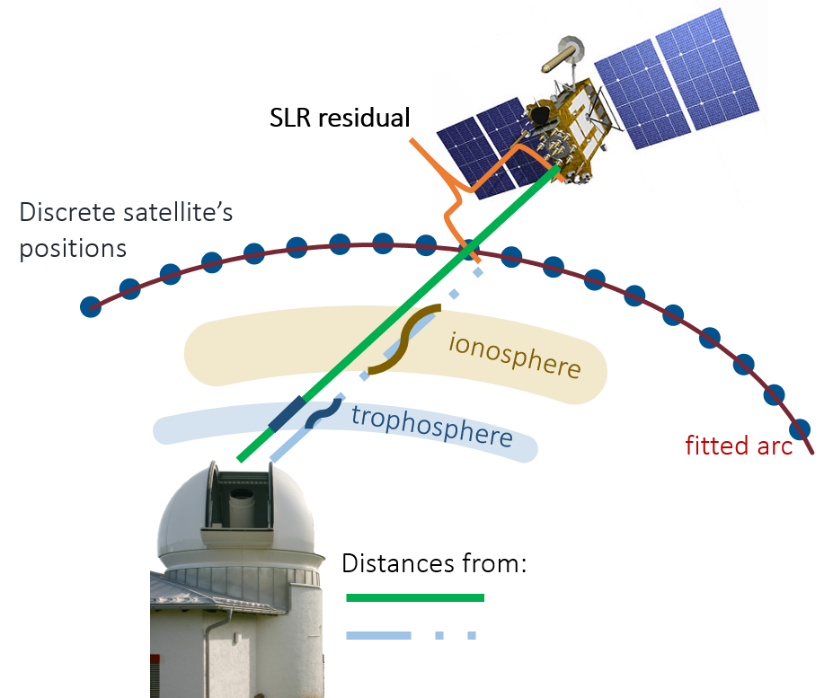 SLR residual
Discrete satellite's
positions
ionosphere
trophosphere
fitted arc
Distances from: